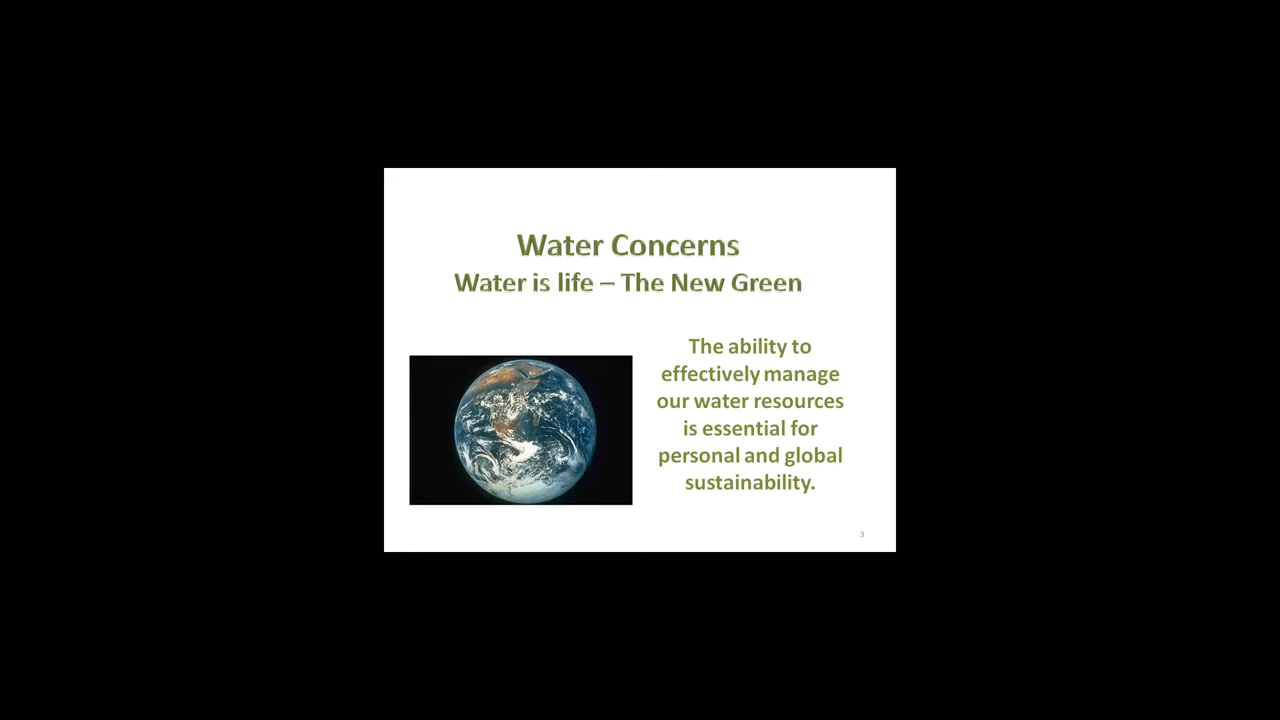 Water Concerns
Water is life – The New Green
The ability to
effectively manage
our water resources
is essential for
personal and global
sustainability.
3